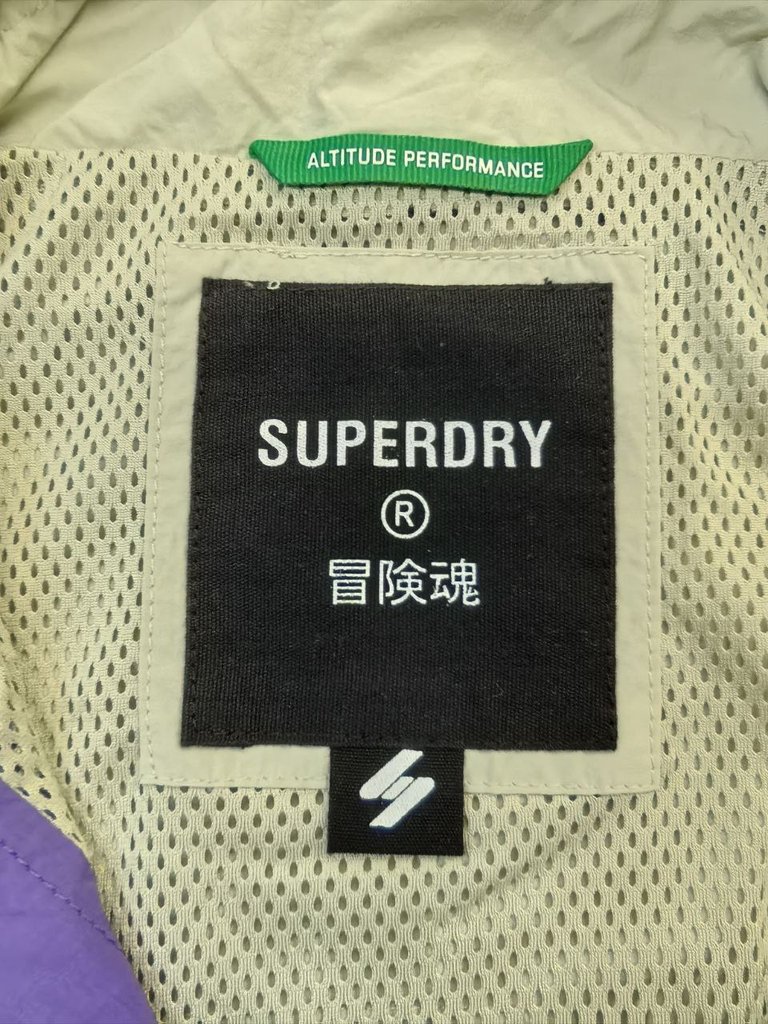 ALTITUDE PERFORMANCE
SUPERDRY
®
冒険魂